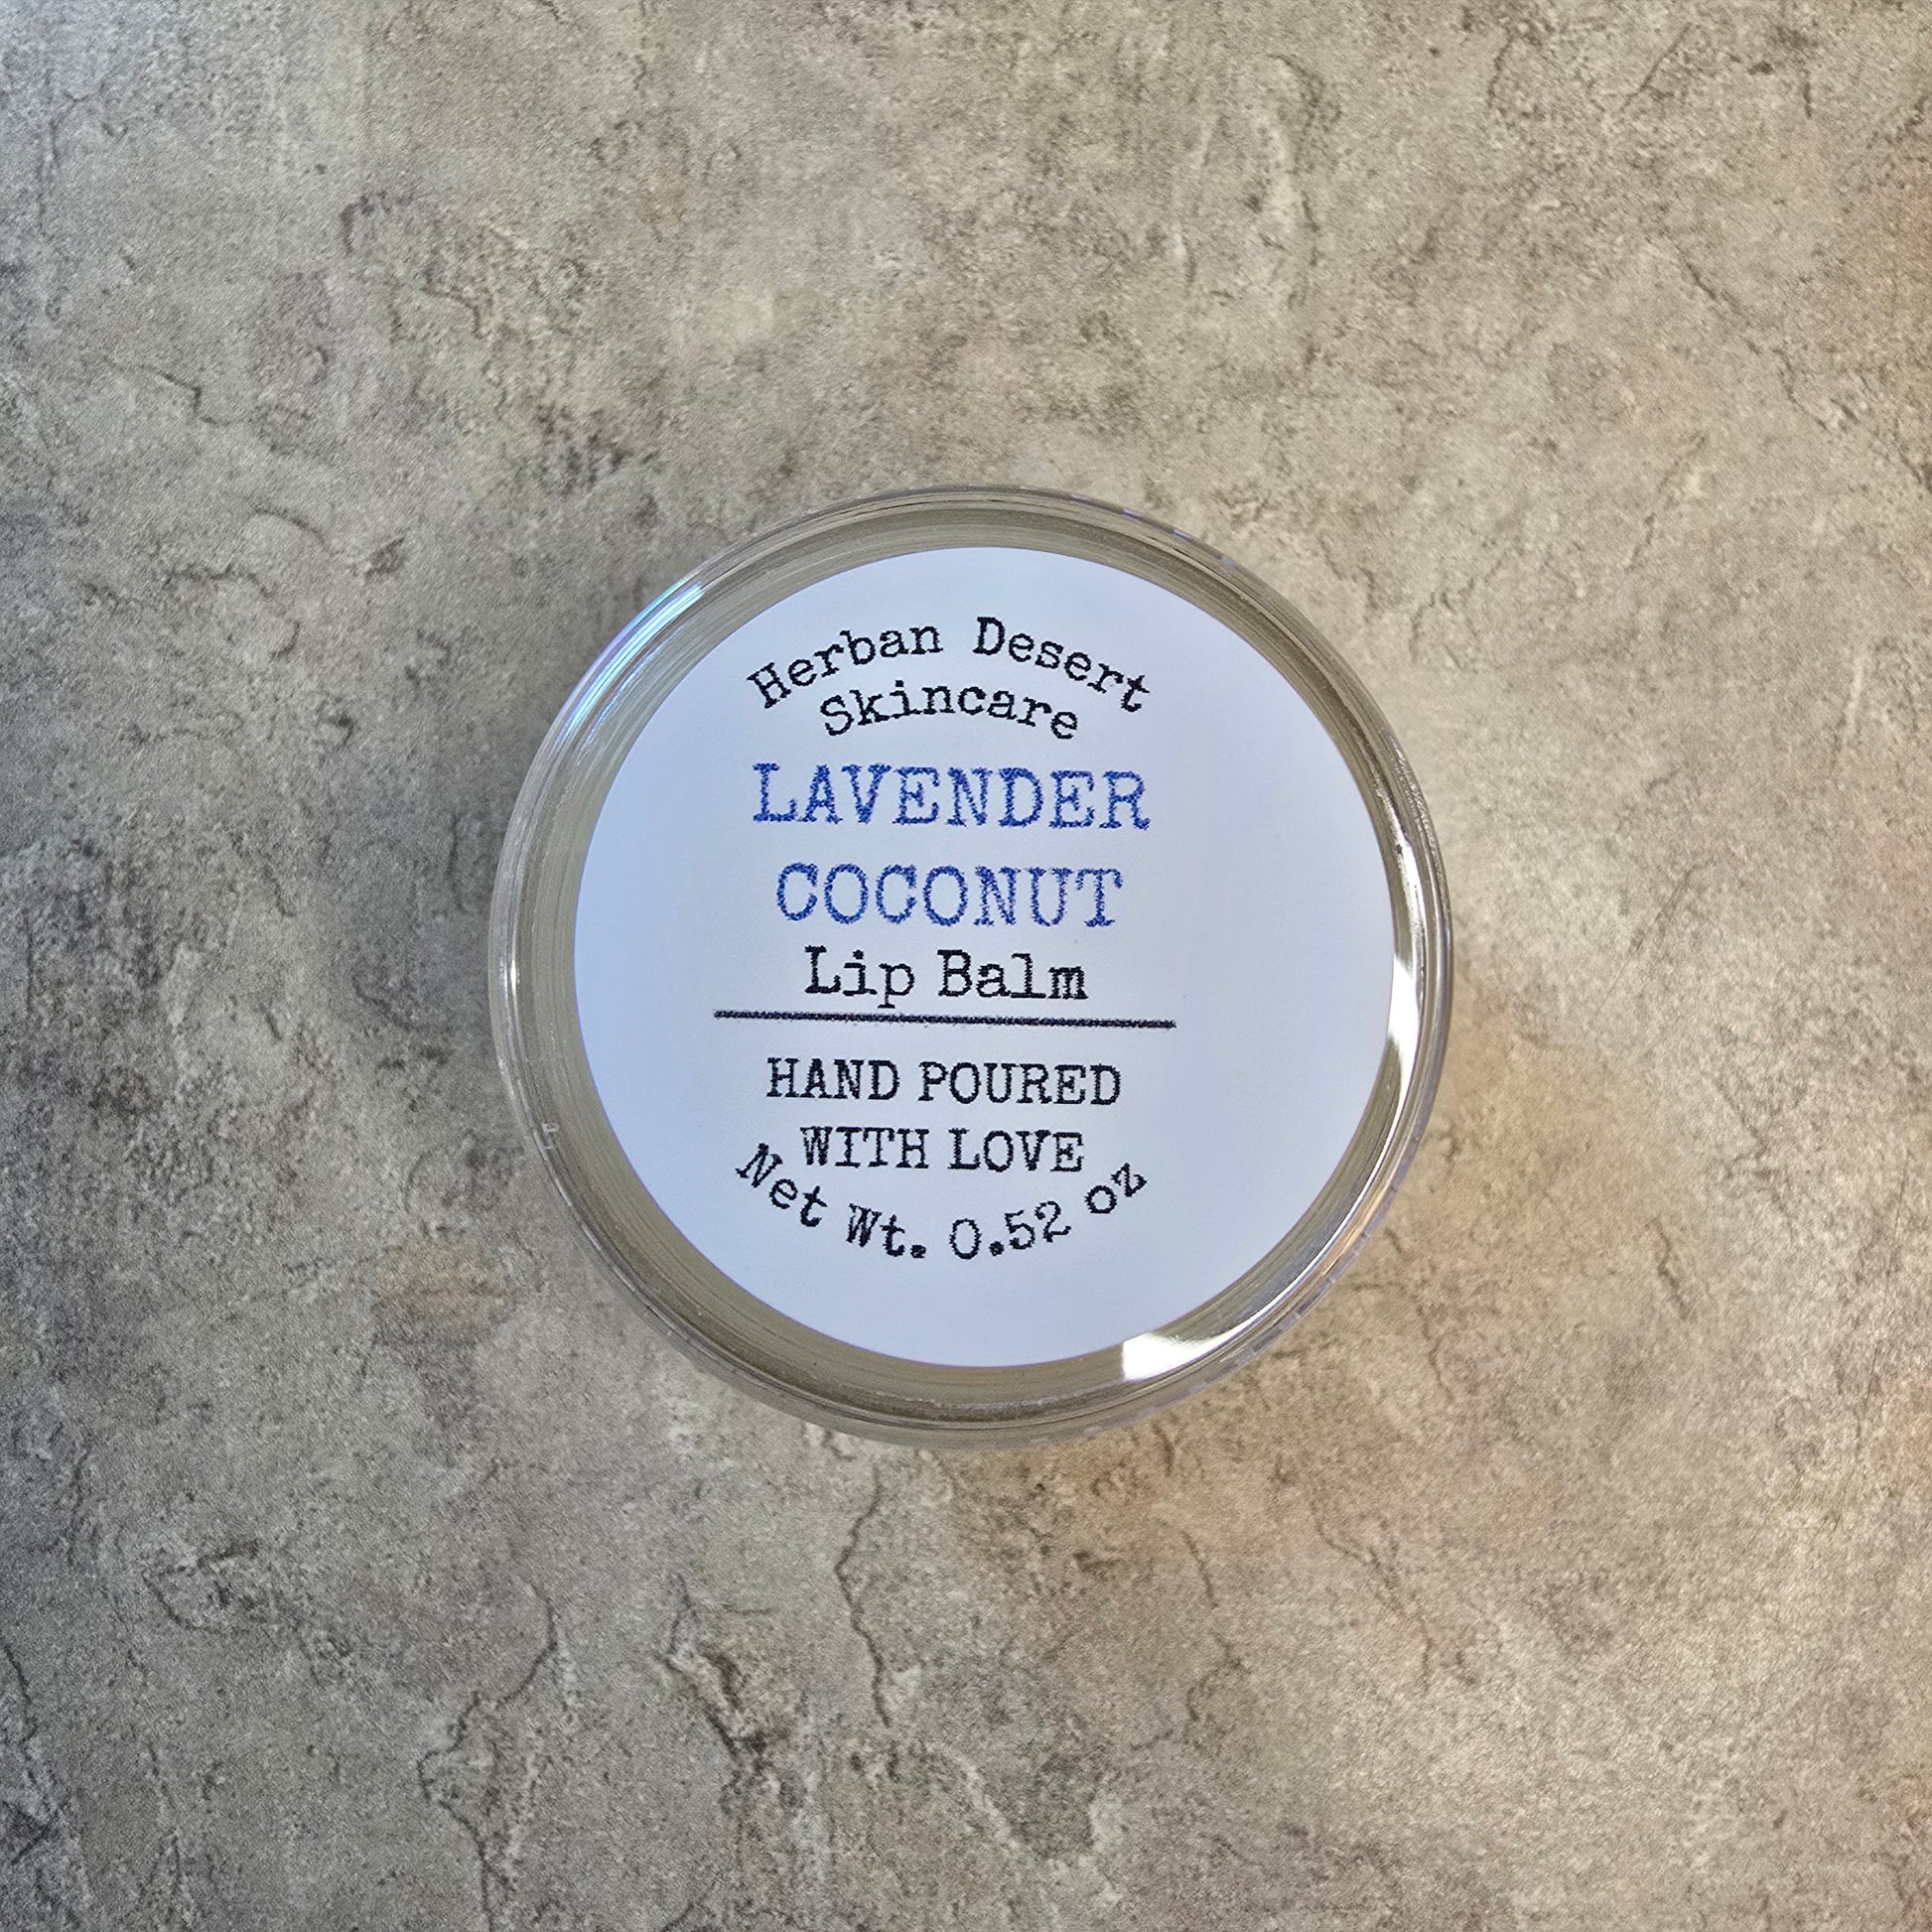 Herban Desert
Skincare
LAVENDER
COCONUT
Lip Balm
HAND POURED
WITH LOVE
Net Wt. 0.52 oz